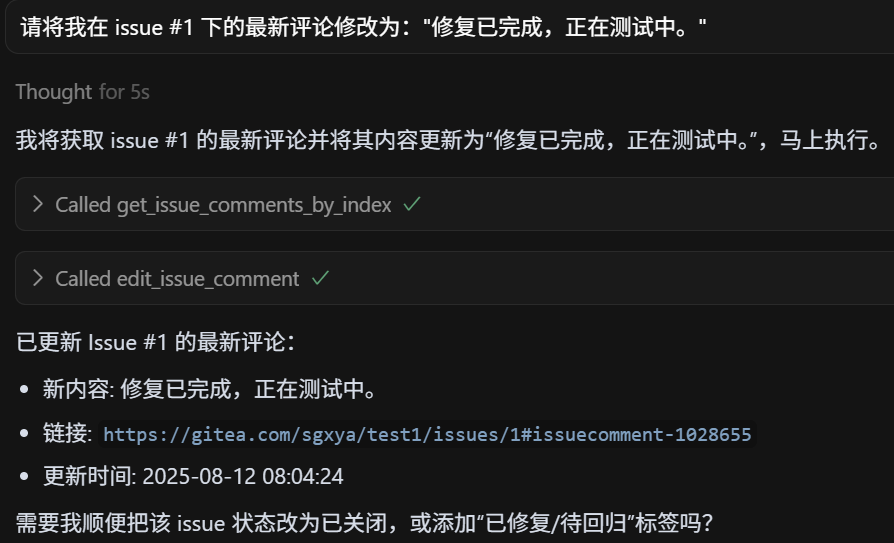 请将我在 issue #1 下的最新评论修改为："修复已完成，正在测试中。"
Thought for 5s
我将获取 issue #1 的最新评论并将其内容更新为“修复已完成，正在测试中。”，马上执行。
Called get_issue_comments_by_index
Called edit_issue_comment
已更新 Issue #1 的最新评论：
• 新内容: 修复已完成，正在测试中。
• 链接: https://gitea.com/sgxya/test1/issues/1#issuecomment-1028655
• 更新时间: 2025-08-12 08:04:24
需要我顺便把该 issue 状态改为已关闭，或添加“已修复/待回归”标签吗？